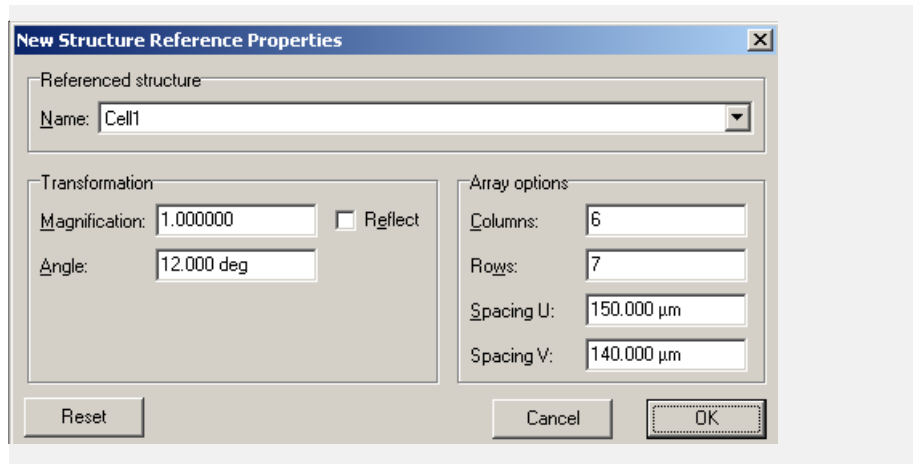 New Structure Reference Properties
Referenced structure
Name: Cell1
Transformation
Magnification: 1.000000 Reflect
Angle: 12.000 deg
Array options
Columns: 6
Rows: 7
Spacing U: 150.000 µm
Spacing V: 140.000 µm
Reset Cancel OK